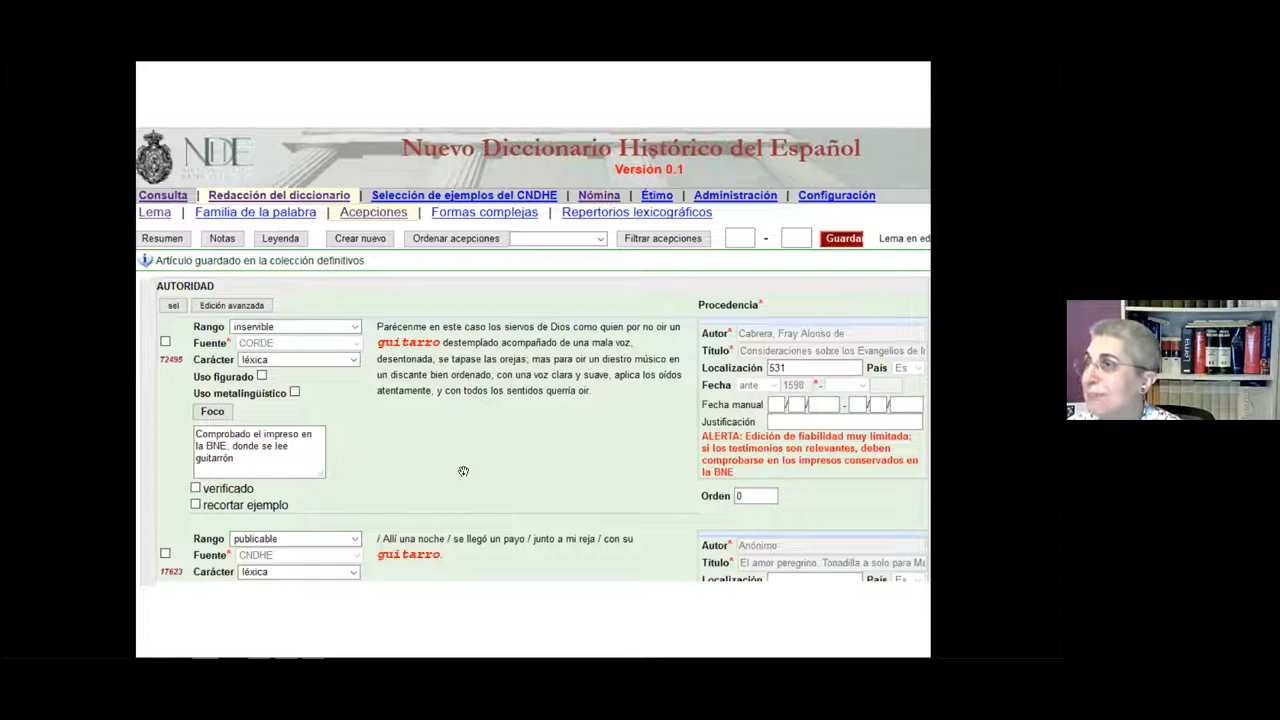 NDE
Nuevo Diccionario Histórico del Español
Versión 0.1
Consulta | Redacción del diccionario | Selección de ejemplos del CNDHE | Nómina | Étimo | Administración | Configuración
Lema | Familia de la palabra | Acepciones | Formas complejas | Repertorios lexicográficos
Resumen Notas Leyenda Crear nuevo Ordenar acepciones Filtrar acepciones - Guardar Lema en ed
Artículo guardado en la colección definitivos.
AUTORIDAD
sel Edición avanzada
Procedencia*
Rango inservible
Fuente* CORDE
72495 Carácter léxica
Uso figurado
Uso metalingüístico
Foco
Comprobado el impreso en
la BNE, donde se lee
guitarrón
verificado
recortar ejemplo
Parécenme en este caso los siervos de Dios como quien por no oir un
guitarro destemplado acompañado de una mala voz,
desentonada, se tapase las orejas; mas para oir un diestro músico en
un discante bien ordenado, con una voz clara y suave, aplica los oídos
atentamente, y con todos los sentidos querría oir.
Autor* Cabrera, Fray Alonso de
Título* Consideraciones sobre los Evangelios de l
Localización 531 País Es
Fecha ante 1598 * -
Fecha manual / / - / /
Justificación
ALERTA: Edición de fiabilidad muy limitada;
si los testimonios son relevantes, deben
comprobarse en los impresos conservados en
la BNE
Orden 0
Rango publicable
Fuente* CNDHE
17623 Carácter léxica
/ Allí una noche / se llegó un payo / junto a mi reja / con su
guitarro.
Autor* Anónimo
Título* El amor peregrino. Tonadilla a solo para Ma
Localización País Es